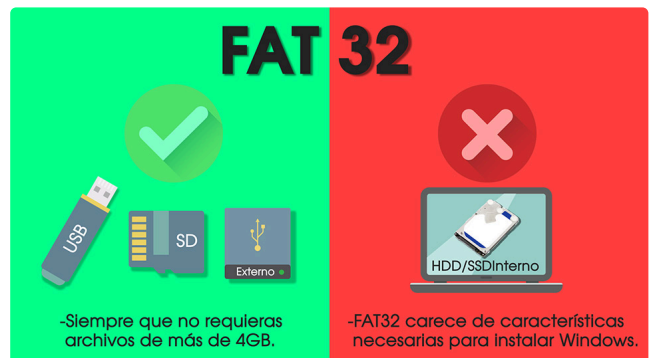 FAT 32
USB
SD
Externo
HDD/SSDInterno
-Siempre que no requieras
archivos de más de 4GB.
-FAT32 carece de características
necesarias para instalar Windows.